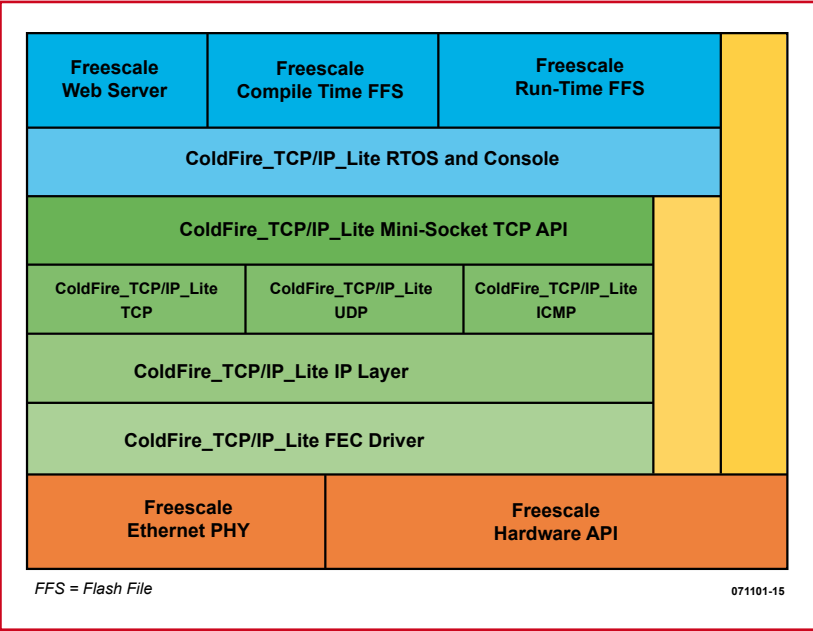 Freescale
Web Server
Freescale
Compile Time FFS
Freescale
Run-Time FFS
ColdFire_TCP/IP_Lite RTOS and Console
ColdFire_TCP/IP_Lite Mini-Socket TCP API
ColdFire_TCP/IP_Lite
TCP
ColdFire_TCP/IP_Lite
UDP
ColdFire_TCP/IP_Lite
ICMP
ColdFire_TCP/IP_Lite IP Layer
ColdFire_TCP/IP_Lite FEC Driver
Freescale
Ethernet PHY
Freescale
Hardware API
FFS = Flash File
071101-15